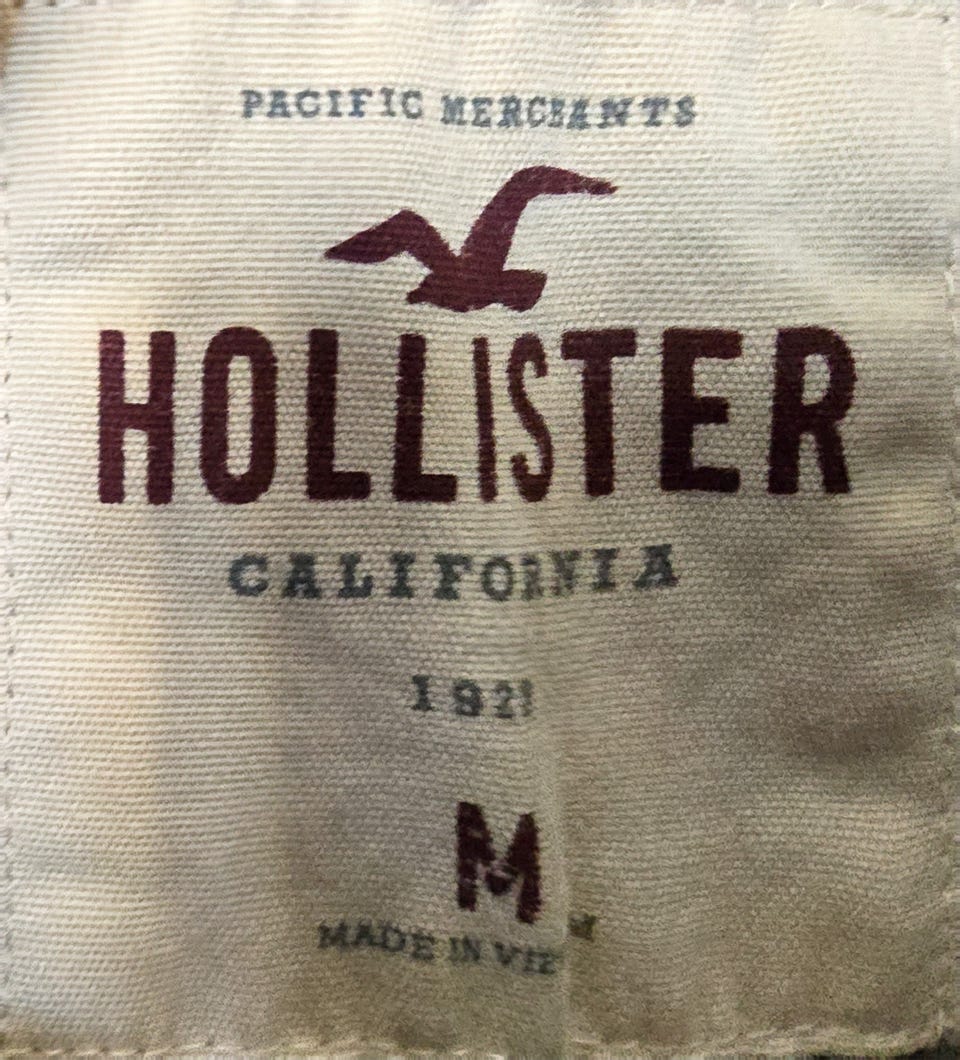 PACIFIC MERCHANTS
HOLLISTER
CALIFORNIA
M
MADE IN